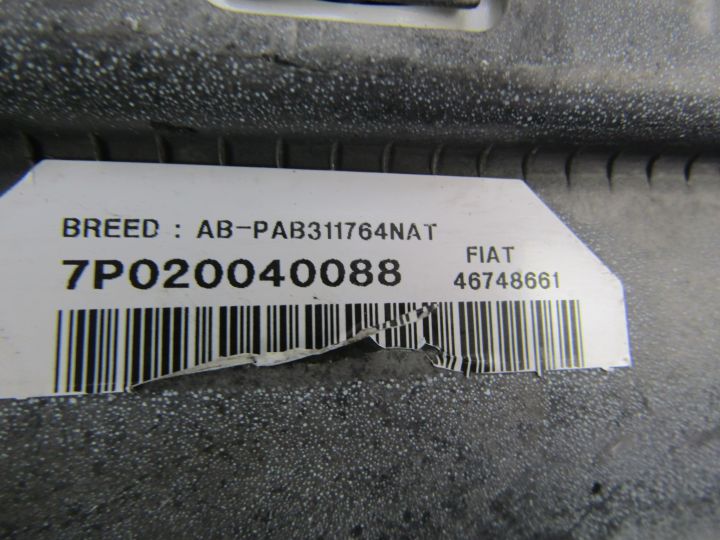 BREED : AB-PAB311764NAT
7P020040088
FIAT
46748661